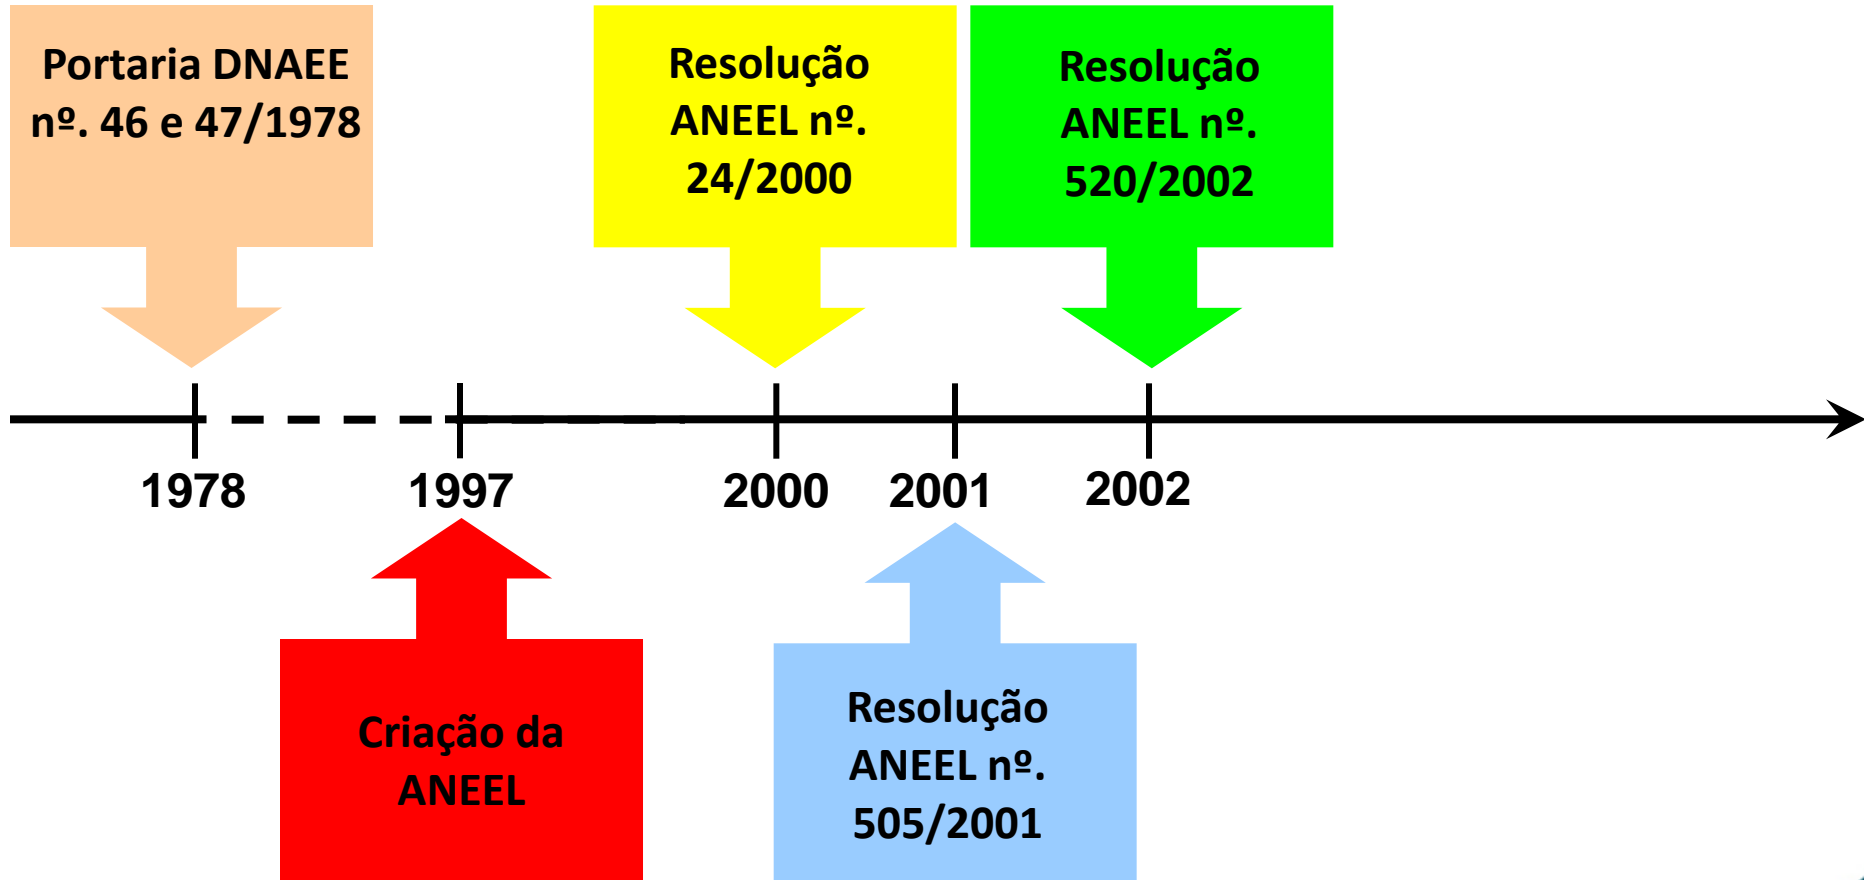 Portaria DNAEE
nº. 46 e 47/1978
Resolução
ANEEL nº.
24/2000
Resolução
ANEEL nº.
520/2002
1978
1997
2000
2001
2002
Criação da
ANEEL
Resolução
ANEEL nº.
505/2001